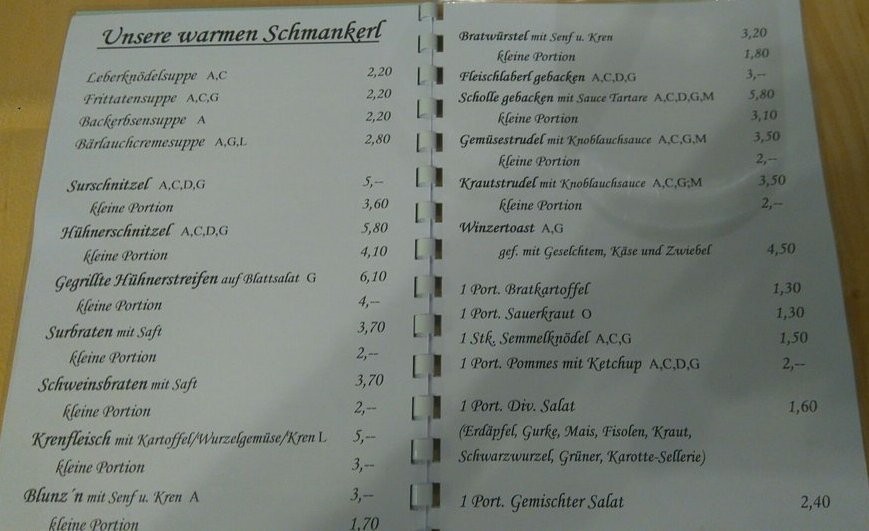 Unsere warmen Schmankerl
Leberknödelsuppe A,C 2,20
Frittatensuppe A,C,G 2,20
Backerbsensuppe A 2,20
Bärlauchcremesuppe A,G,L 2,80
Surschnitzel A,C,D,G 5,--
kleine Portion 3,60
Hühnerschnitzel A,C,D,G 5,80
kleine Portion 4,10
Gegrillte Hühnerstreifen auf Blattsalat G 6,10
kleine Portion 4,--
Surbraten mit Saft 3,70
kleine Portion 2,--
Schweinsbraten mit Saft 3,70
kleine Portion 2,--
Krenfleisch mit Kartoffel/Wurzelgemüse/Kren L 5,--
kleine Portion 3,--
Blunz´n mit Senf u. Kren A 3,--
kleine Portion 1,70
Bratwürstel mit Senf u. Kren 3,20
kleine Portion 1,80
Fleischlaberl gebacken A,C,D,G 3,--
Scholle gebacken mit Sauce Tartare A,C,D,G,M 5,80
kleine Portion 3,10
Gemüsestrudel mit Knoblauchsauce A,C,G,M 3,50
kleine Portion 2,--
Krautstrudel mit Knoblauchsauce A,C,G;M 3,50
kleine Portion 2,--
Winzertoast A,G
gef. mit Geselchtem, Käse und Zwiebel 4,50
1 Port. Bratkartoffel 1,30
1 Port. Sauerkraut O 1,30
1 Stk. Semmelknödel A,C,G 1,50
1 Port. Pommes mit Ketchup A,C,D,G 2,--
1 Port. Div. Salat 1,60
(Erdäpfel, Gurke, Mais, Fisolen, Kraut,
Schwarzwurzel, Grüner, Karotte-Sellerie)
1 Port. Gemischter Salat 2,40